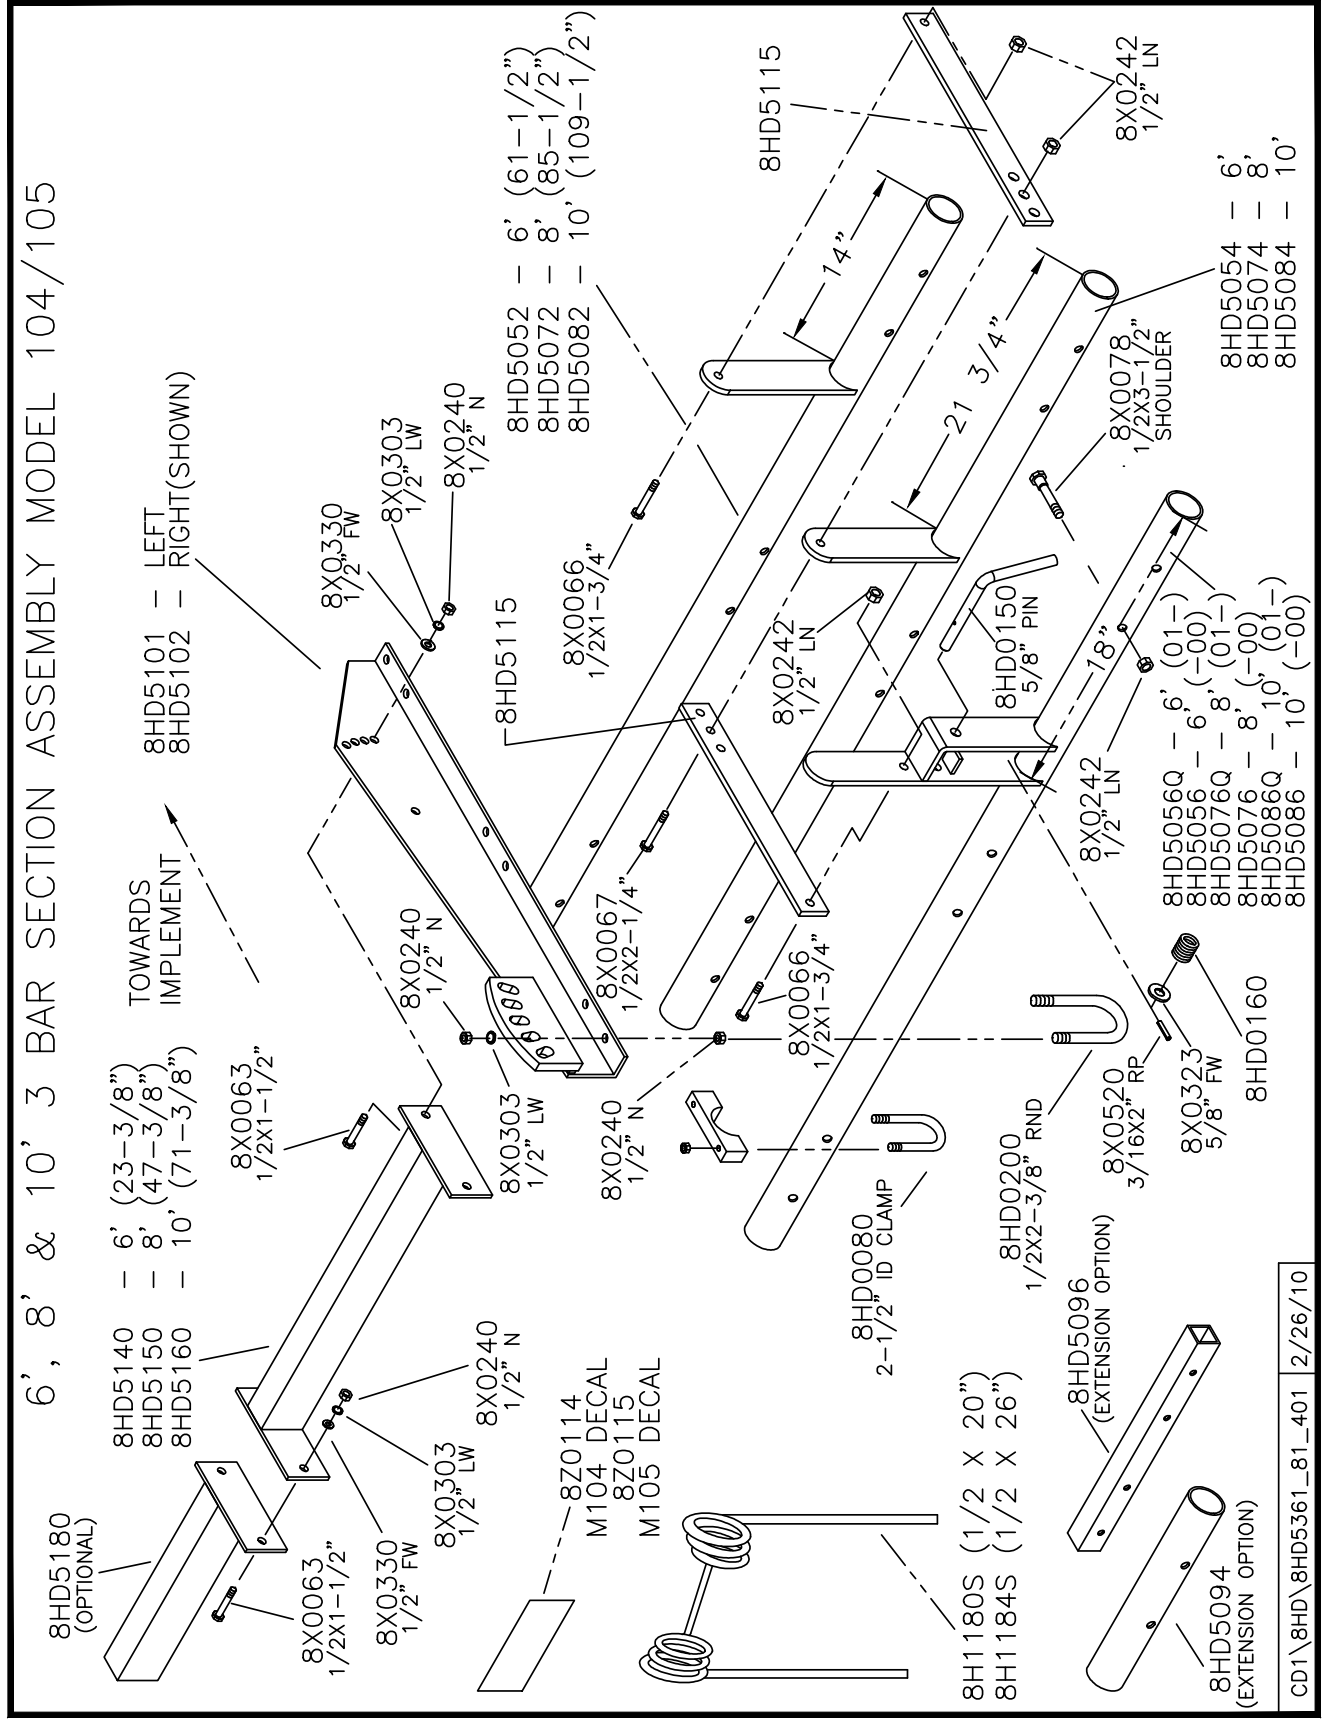 6', 8' & 10' 3 BAR SECTION ASSEMBLY MODEL 104/105
8HD5180
(OPTIONAL)
8HD5140 - 6' (23-3/8")
8HD5150 - 8' (47-3/8")
8HD5160 - 10' (71-3/8")
TOWARDS
IMPLEMENT
8HD5101 - LEFT
8HD5102 - RIGHT(SHOWN)
8X0063
1/2X1-1/2"
8X0330
1/2" FW
8X0303
1/2" LW
8X0240
1/2" N
8HD5052 - 6' (61-1/2")
8HD5072 - 8' (85-1/2")
8HD5082 - 10' (109-1/2")
8X0063
1/2X1-1/2"
8X0330
1/2" FW
8X0303
1/2" LW
8X0240
1/2" N
8X0240
1/2" N
8X0303
1/2" LW
8HD5115
8X0066
1/2X1-3/4"
8HD5115
8X0242
1/2" LN
14"
8Z0114
M104 DECAL
8Z0115
M105 DECAL
8X0240
1/2" N
8X0067
1/2X2-1/4"
8X0242
1/2" LN
21 3/4"
8X0066
1/2X1-3/4"
8HD0150
5/8" PIN
8X0078
1/2X3-1/2"
SHOULDER
8HD5054 - 6'
8HD5074 - 8'
8HD5084 - 10'
8HD0080
2-1/2" ID CLAMP
8HD0200
1/2X2-3/8" RND
8X0242
1/2" LN
18"
8H1180S (1/2 X 20")
8H1184S (1/2 X 26")
8HD5096
(EXTENSION OPTION)
8X0520
3/16X2" RP
8X0323
5/8" FW
8HD0160
8HD5056Q - 6' (01-)
8HD5056 - 6' (-00)
8HD5076Q - 8' (01-)
8HD5076 - 8' (-00)
8HD5086Q - 10' (01-)
8HD5086 - 10' (-00)
8HD5094
(EXTENSION OPTION)
CD1\8HD\8HD5361_81_401 2/26/10